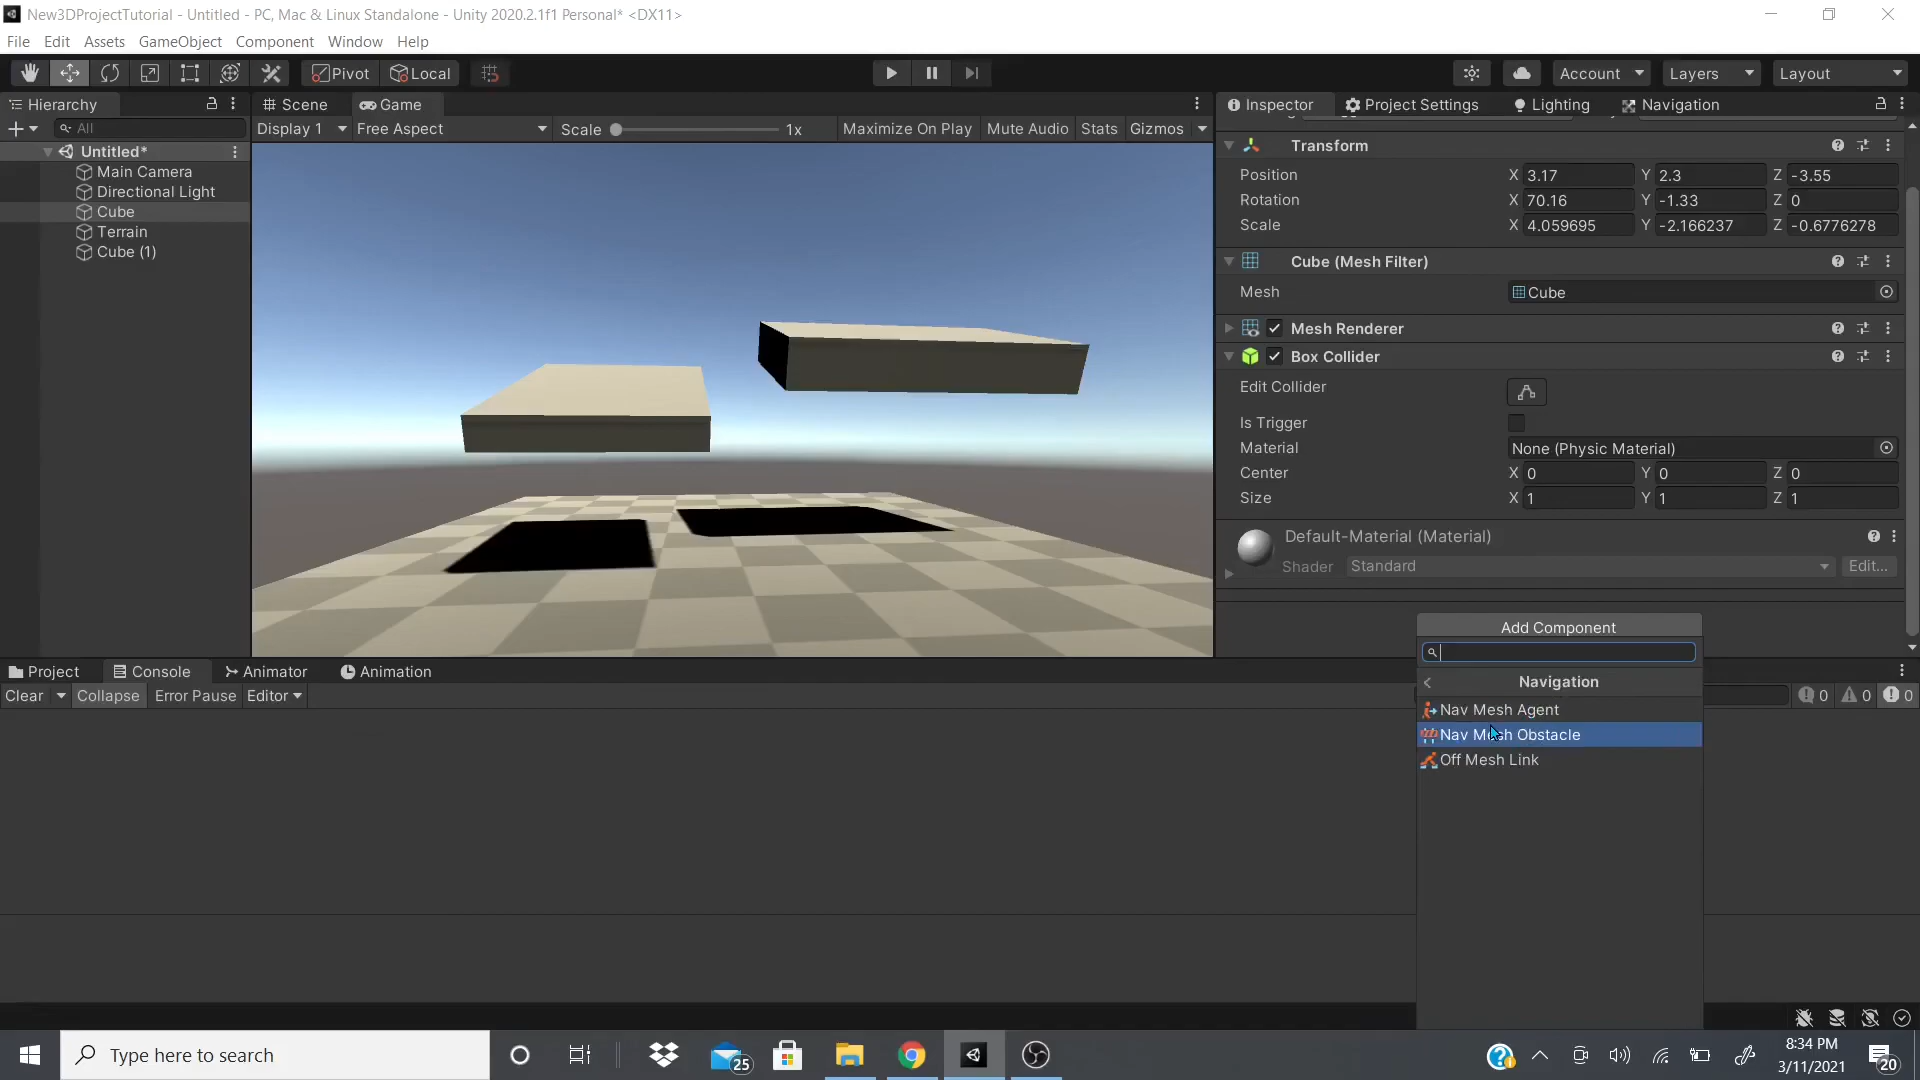 New3DProjectTutorial - Untitled - PC, Mac & Linux Standalone - Unity 2020.2.1f1 Personal* <DX11>
File Edit Assets GameObject Component Window Help
Pivot Local Account Layers Layout
Hierarchy Scene Game Inspector Project Settings Lighting Navigation
All Display 1 Free Aspect Scale 1x Maximize On Play Mute Audio Stats Gizmos
Untitled*
Main Camera
Directional Light
Cube
Terrain
Cube (1)
Transform
Position X 3.17 Y 2.3 Z -3.55
Rotation X 70.16 Y -1.33 Z 0
Scale X 4.059695 Y -2.166237 Z -0.6776278
Cube (Mesh Filter)
Mesh Cube
Mesh Renderer
Box Collider
Edit Collider
Is Trigger
Material None (Physic Material)
Center X 0 Y 0 Z 0
Size X 1 Y 1 Z 1
Default-Material (Material)
Shader Standard Edit...
Add Component
Navigation
Nav Mesh Agent
Nav Mesh Obstacle
Off Mesh Link
Project Console Animator Animation
Clear Collapse Error Pause Editor 0 0 0
Type here to search
25
8:34 PM
3/11/2021
20